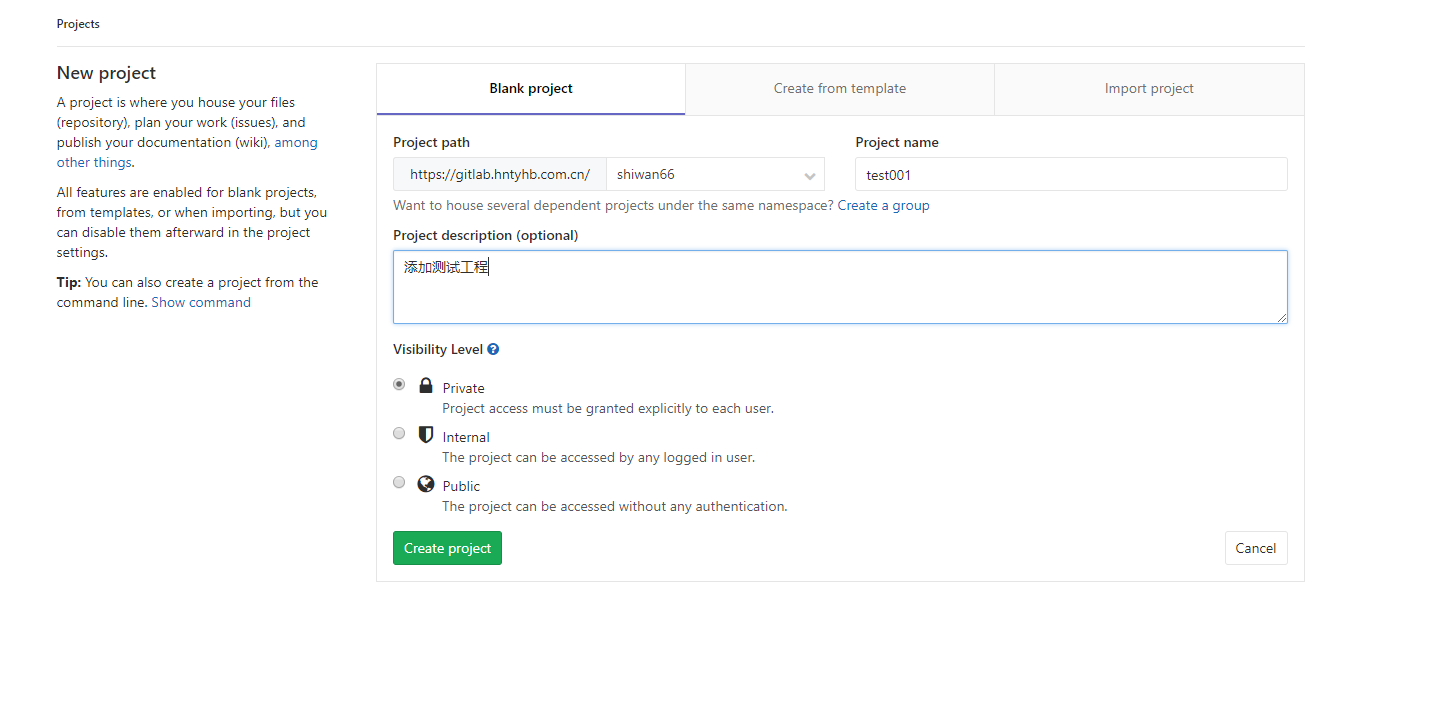 Projects
New project
A project is where you house your files
(repository), plan your work (issues), and
publish your documentation (wiki), among
other things.
All features are enabled for blank projects,
from templates, or when importing, but you
can disable them afterward in the project
settings.
Tip: You can also create a project from the
command line. Show command
Blank project
Create from template
Import project
Project path
Project name
https://gitlab.hntyhb.com.cn/
shiwan66
test001
Want to house several dependent projects under the same namespace? Create a group
Project description (optional)
添加测试工程
Visibility Level
Private
Project access must be granted explicitly to each user.
Internal
The project can be accessed by any logged in user.
Public
The project can be accessed without any authentication.
Create project
Cancel